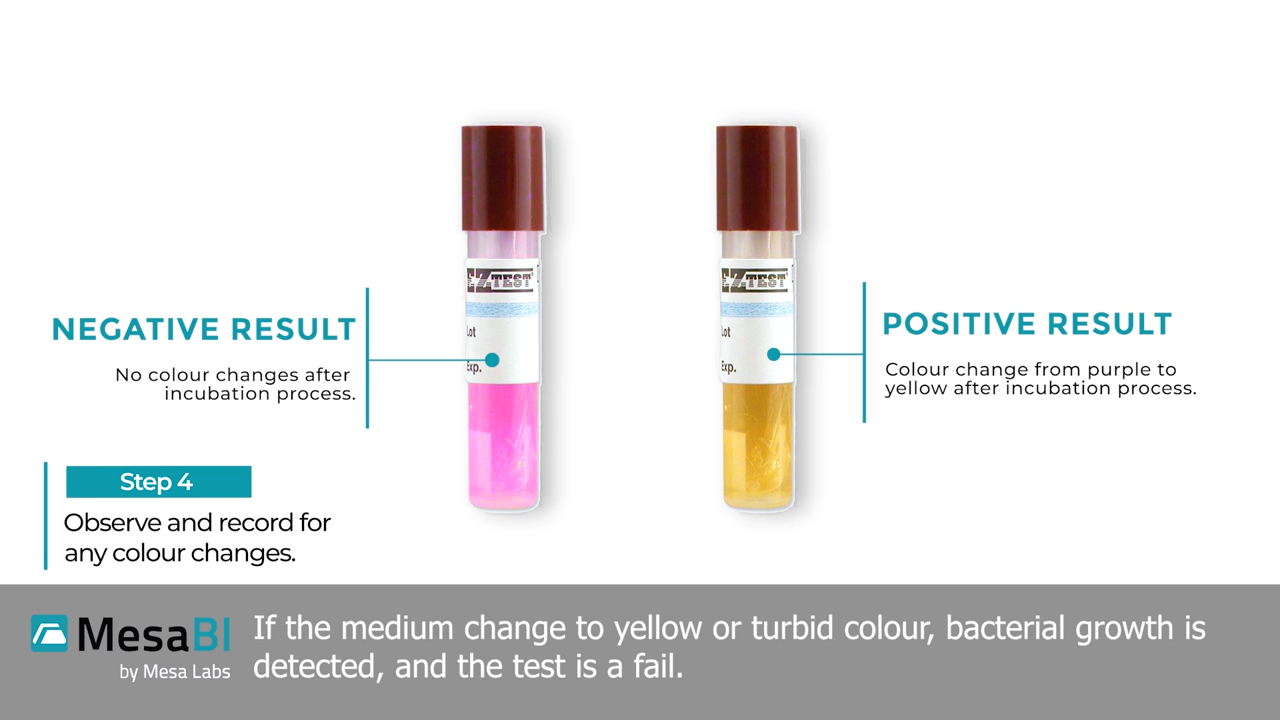 EZTEST
Lot
Exp.
EZTEST
Lot
Exp.
NEGATIVE RESULT
No colour changes after
incubation process.
POSITIVE RESULT
Colour change from purple to
yellow after incubation process.
Step 4
Observe and record for
any colour changes.
MesaBI
by Mesa Labs
If the medium change to yellow or turbid colour, bacterial growth is
detected, and the test is a fail.